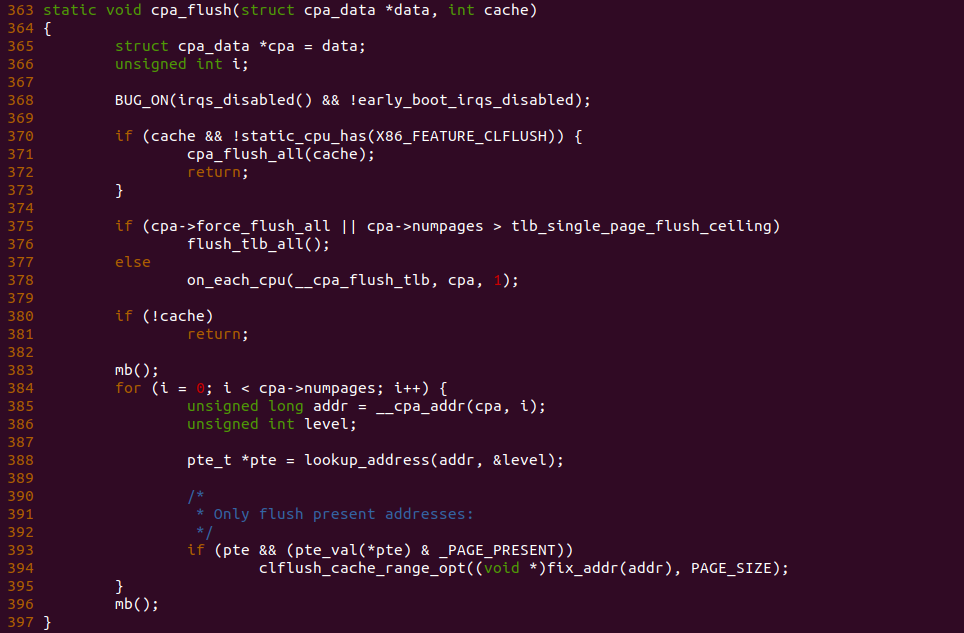 363 static void cpa_flush(struct cpa_data *data, int cache)
364 {
365         struct cpa_data *cpa = data;
366         unsigned int i;
367
368         BUG_ON(irqs_disabled() && !early_boot_irqs_disabled);
369
370         if (cache && !static_cpu_has(X86_FEATURE_CLFLUSH)) {
371                 cpa_flush_all(cache);
372                 return;
373         }
374
375         if (cpa->force_flush_all || cpa->numpages > tlb_single_page_flush_ceiling)
376                 flush_tlb_all();
377         else
378                 on_each_cpu(__cpa_flush_tlb, cpa, 1);
379
380         if (!cache)
381                 return;
382
383         mb();
384         for (i = 0; i < cpa->numpages; i++) {
385                 unsigned long addr = __cpa_addr(cpa, i);
386                 unsigned int level;
387
388                 pte_t *pte = lookup_address(addr, &level);
389
390                 /*
391                  * Only flush present addresses:
392                  */
393                 if (pte && (pte_val(*pte) & _PAGE_PRESENT))
394                         clflush_cache_range_opt((void *)fix_addr(addr), PAGE_SIZE);
395         }
396         mb();
397 }